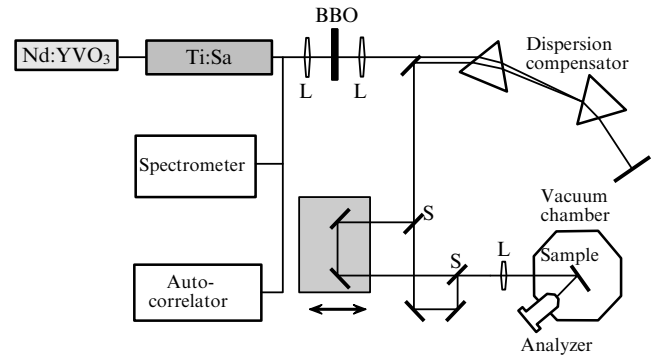 BBO
Nd:YVO₃
Ti:Sa
L
L
Dispersion
compensator
Spectrometer
Vacuum
chamber
S
S
L
Sample
Auto-
correlator
Analyzer